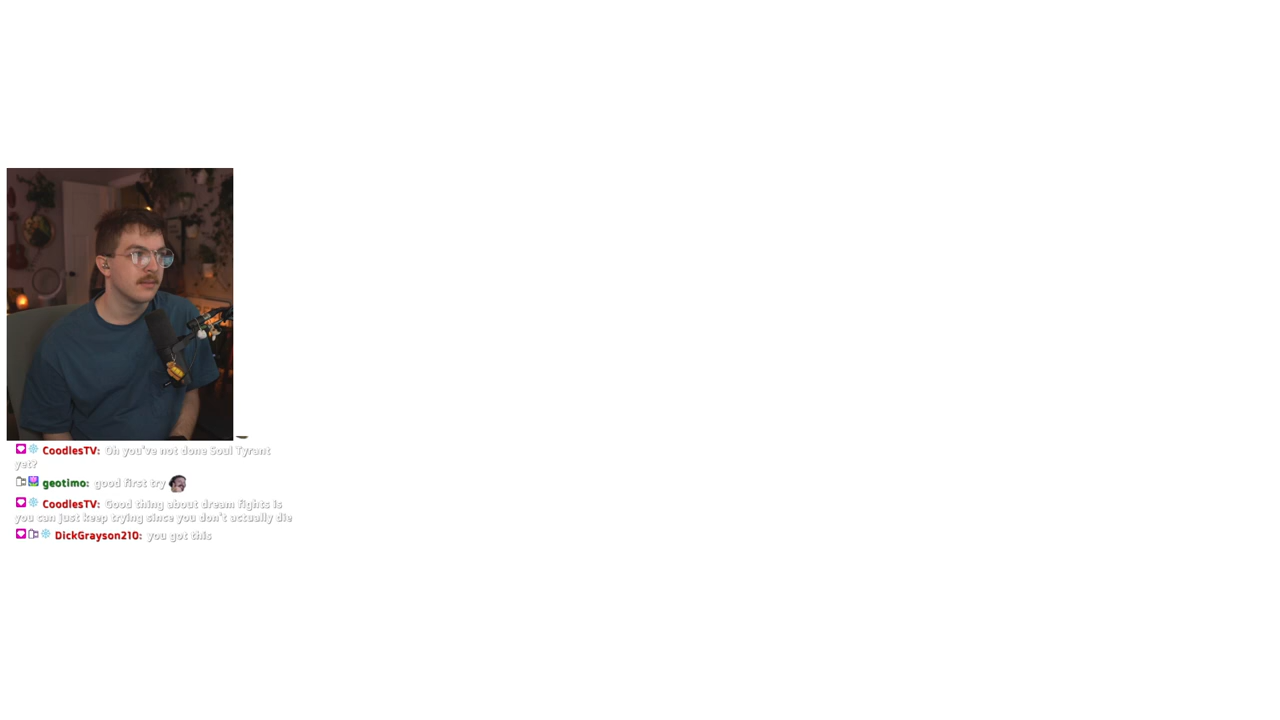 CoodlesTV: Oh you've not done Soul Tyrant
yet?
geotimo: good first try
CoodlesTV: Good thing about dream fights is
you can just keep trying since you don't actually die
DickGrayson210: you got this